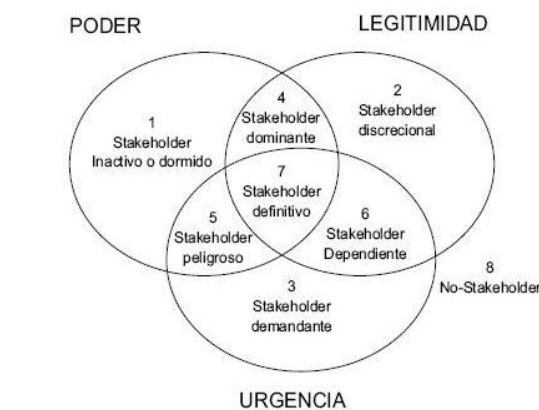 PODER
LEGITIMIDAD
1
Stakeholder
Inactivo o dormido
4
Stakeholder
dominante
2
Stakeholder
discrecional
7
Stakeholder
definitivo
5
Stakeholder
peligroso
6
Stakeholder
Dependiente
3
Stakeholder
demandante
8
No-Stakeholder
URGENCIA